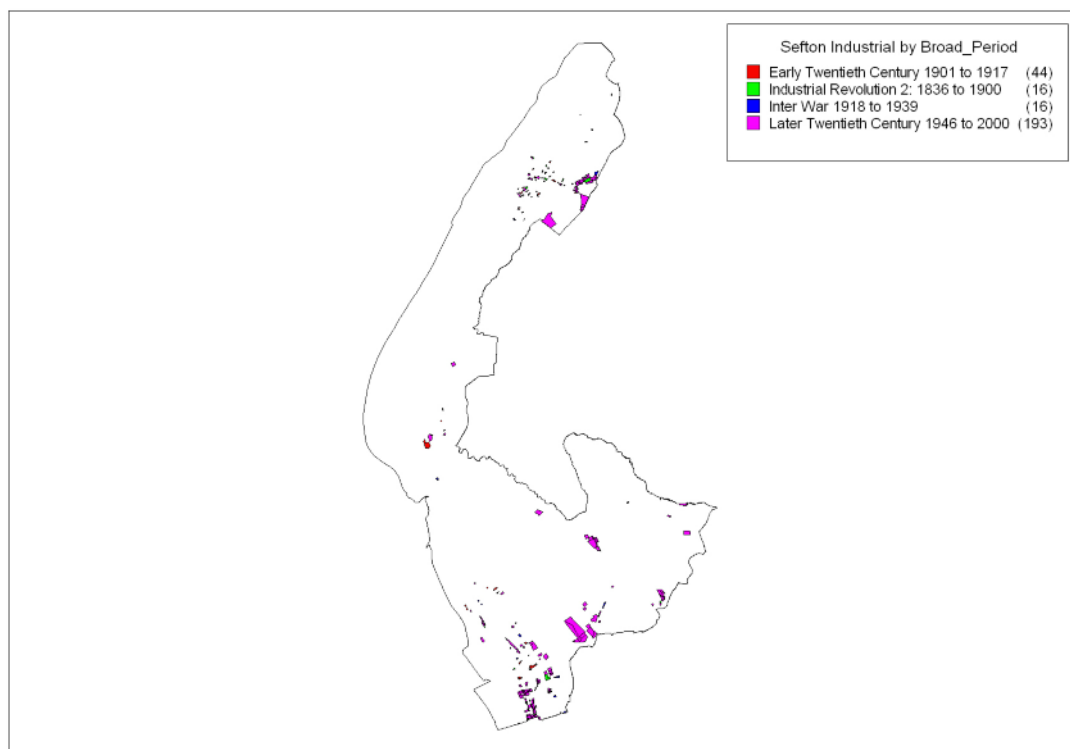 Sefton Industrial by Broad_Period
Early Twentieth Century 1901 to 1917 (44)
Industrial Revolution 2: 1836 to 1900 (16)
Inter War 1918 to 1939 (16)
Later Twentieth Century 1946 to 2000 (193)